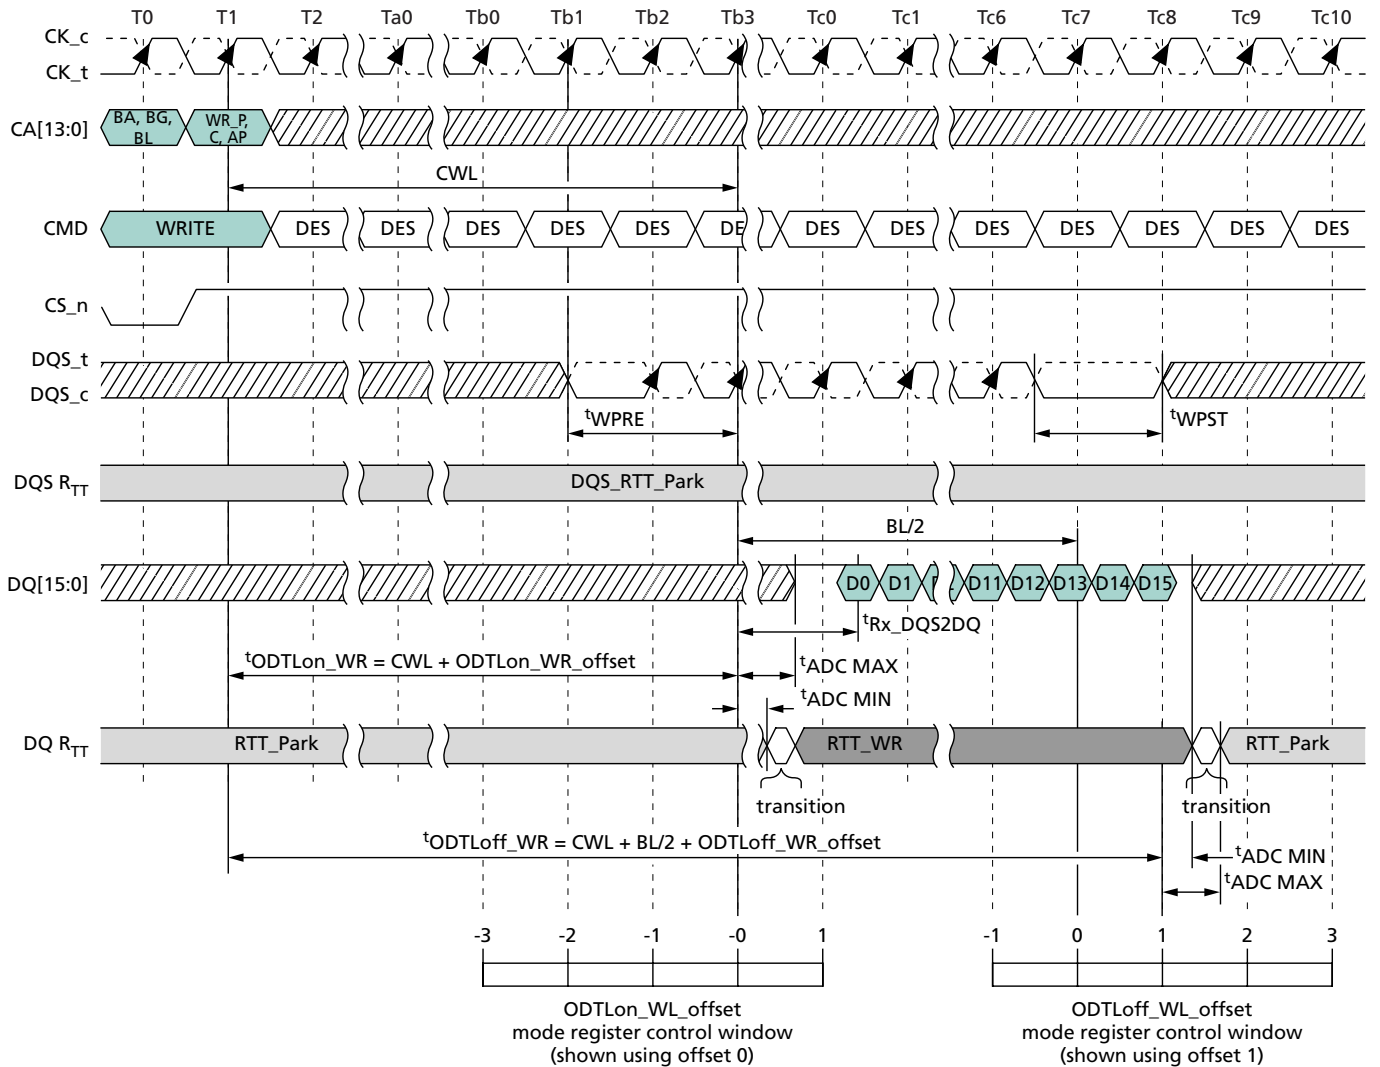 T0 T1 T2 Ta0 Tb0 Tb1 Tb2 Tb3 Tc0 Tc1 Tc6 Tc7 Tc8 Tc9 Tc10
CK_c
CK_t
CA[13:0]
BA, BG,
BL
WR_P,
C, AP
CWL
CMD WRITE DES DES DES DES DES DE DES DES DES DES DES DES DES
CS_n
DQS_t
DQS_c
tWPRE tWPST
DQS RTT DQS_RTT_Park
BL/2
DQ[15:0] D0 D1 D11 D12 D13 D14 D15
tRx_DQS2DQ
tODTLon_WR = CWL + ODTLon_WR_offset tADC MAX
tADC MIN
DQ RTT RTT_Park RTT_WR RTT_Park
transition transition
tODTLoff_WR = CWL + BL/2 + ODTLoff_WR_offset
tADC MIN
tADC MAX
-3 -2 -1 -0 1 -1 0 1 2 3
ODTLon_WL_offset
mode register control window
(shown using offset 0)
ODTLoff_WL_offset
mode register control window
(shown using offset 1)